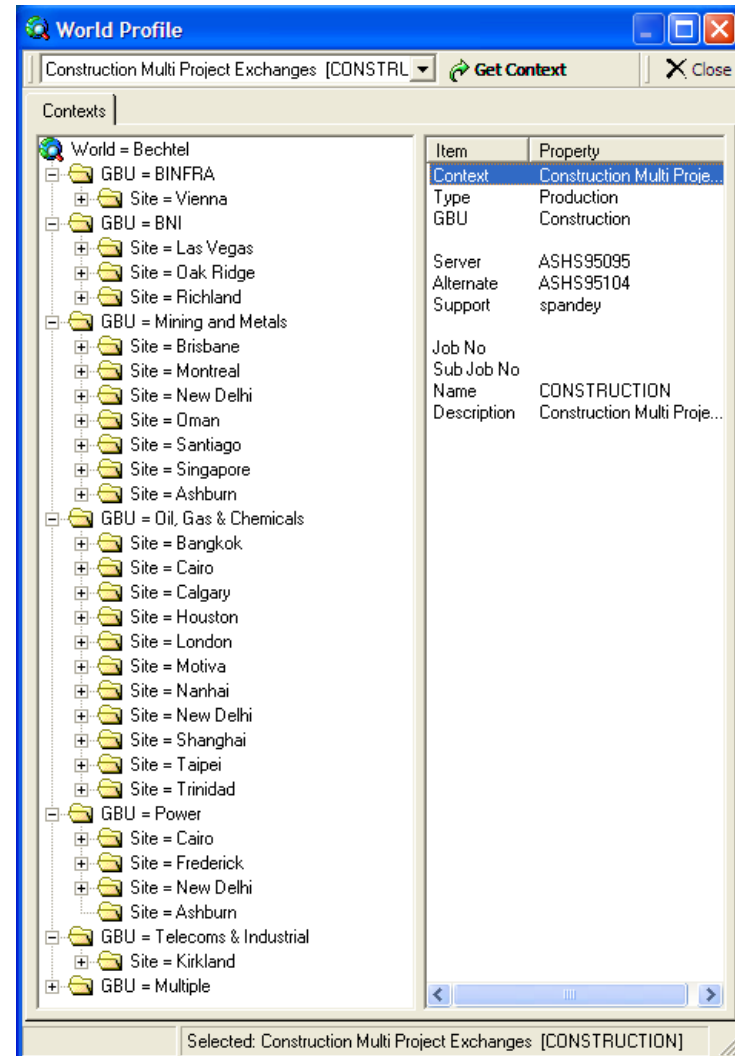 World Profile
Construction Multi Project Exchanges [CONSTRL
Get Context
Close
Contexts
World = Bechtel
GBU = BINFRA
Site = Vienna
GBU = BNI
Site = Las Vegas
Site = Oak Ridge
Site = Richland
GBU = Mining and Metals
Site = Brisbane
Site = Montreal
Site = New Delhi
Site = Oman
Site = Santiago
Site = Singapore
Site = Ashburn
GBU = Oil, Gas & Chemicals
Site = Bangkok
Site = Cairo
Site = Calgary
Site = Houston
Site = London
Site = Motiva
Site = Nanhai
Site = New Delhi
Site = Shanghai
Site = Taipei
Site = Trinidad
GBU = Power
Site = Cairo
Site = Frederick
Site = New Delhi
Site = Ashburn
GBU = Telecoms & Industrial
Site = Kirkland
GBU = Multiple
Item Property
Context Construction Multi Proje...
Type Production
GBU Construction
Server ASHS95095
Alternate ASHS95104
Support spandey
Job No
Sub Job No
Name CONSTRUCTION
Description Construction Multi Proje...
Selected: Construction Multi Project Exchanges [CONSTRUCTION]